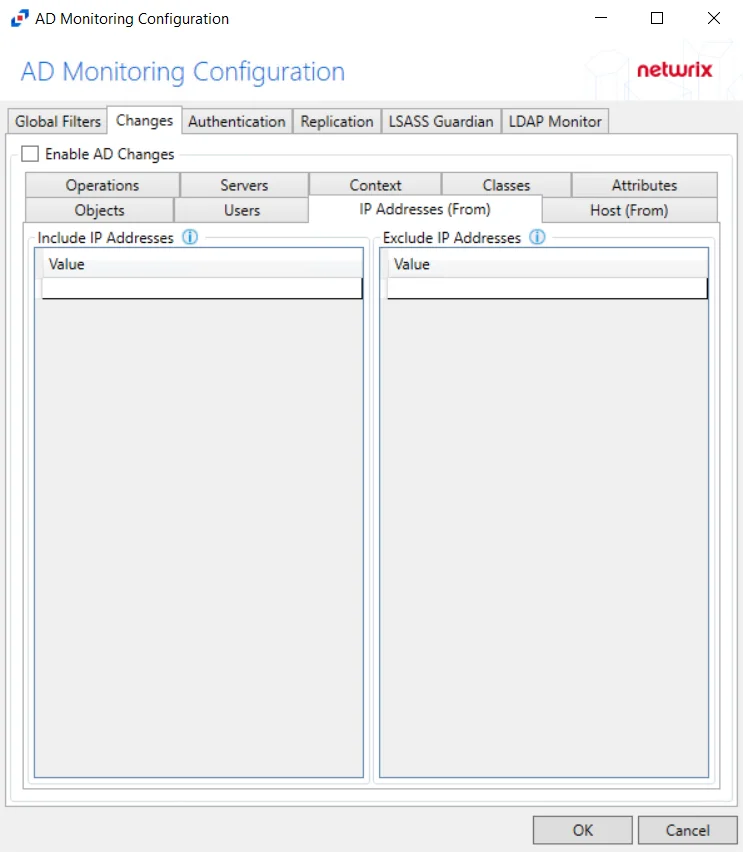 AD Monitoring Configuration
AD Monitoring Configuration
netwrix
Global Filters Changes Authentication Replication LSASS Guardian LDAP Monitor
Enable AD Changes
Operations Servers Context Classes Attributes
Objects Users IP Addresses (From) Host (From)
Include IP Addresses Exclude IP Addresses
Value Value
OK Cancel